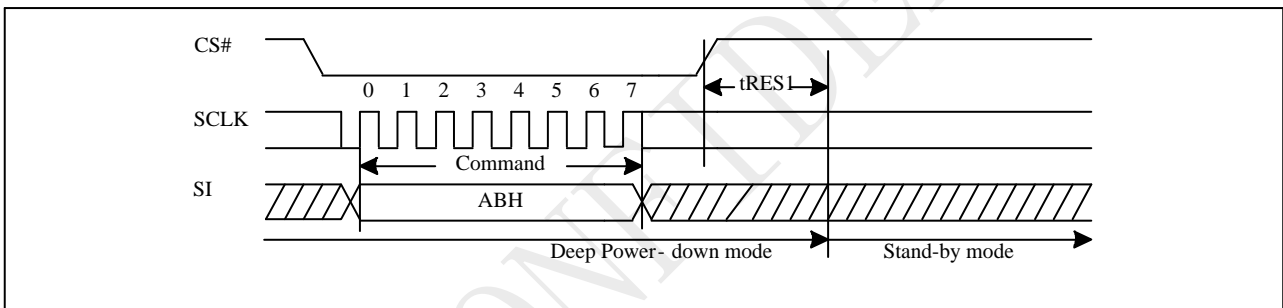 CS#
tRES1
0 1 2 3 4 5 6 7
SCLK
Command
SI
ABH
Deep Power- down mode Stand-by mode